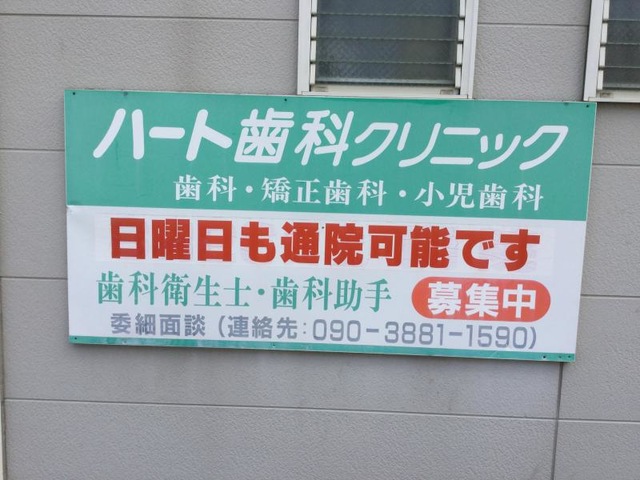 ハート歯科クリニック
歯科・矯正歯科・小児歯科
日曜日も通院可能です
歯科衛生士・歯科助手 募集中
委細面談(連絡先:090-3881-1590)